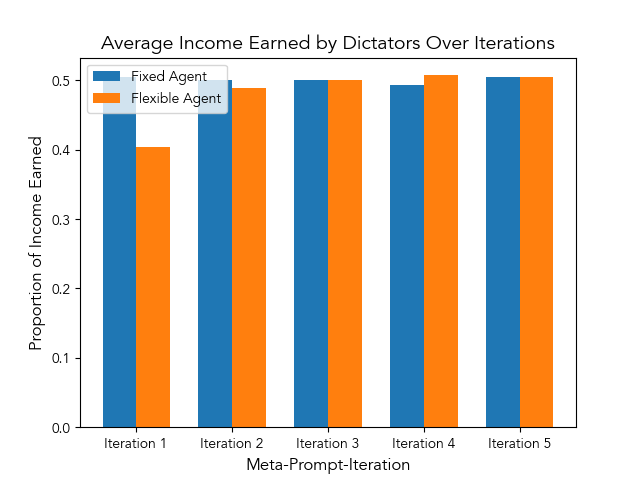 Average Income Earned by Dictators Over Iterations
Fixed Agent
Flexible Agent
0.5
0.4
0.3
0.2
0.1
0.0
Proportion of Income Earned
Iteration 1
Iteration 2
Iteration 3
Iteration 4
Iteration 5
Meta-Prompt-Iteration